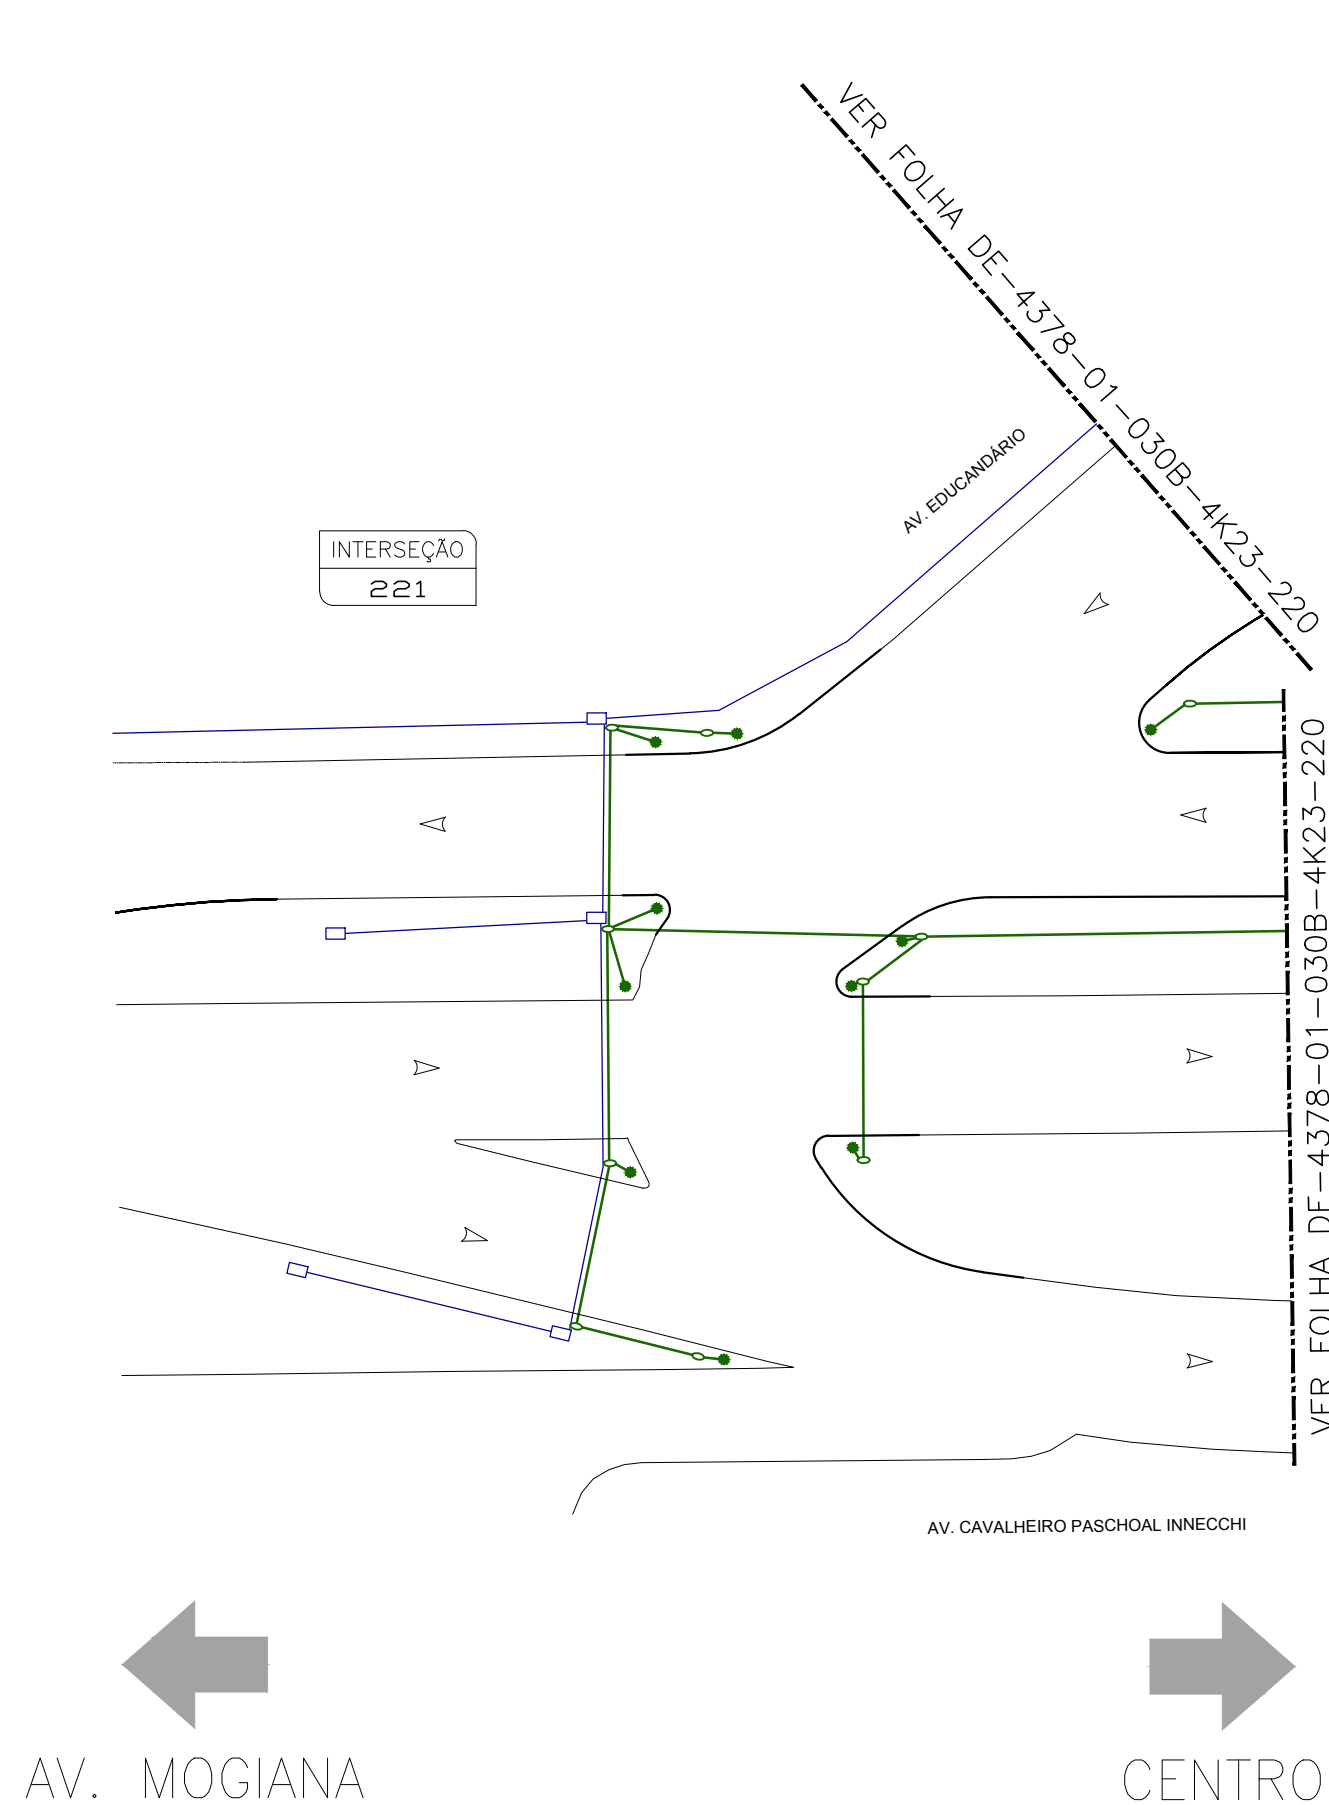 VER FOLHA DE-4378-01-030B-4K23-220
AV. EDUCANDÁRIO
INTERSEÇÃO
221
VER FOLHA DE-4378-01-030B-4K23-220
AV. CAVALHEIRO PASCHOAL INNECCHI
AV. MOGIANA
CENTRO